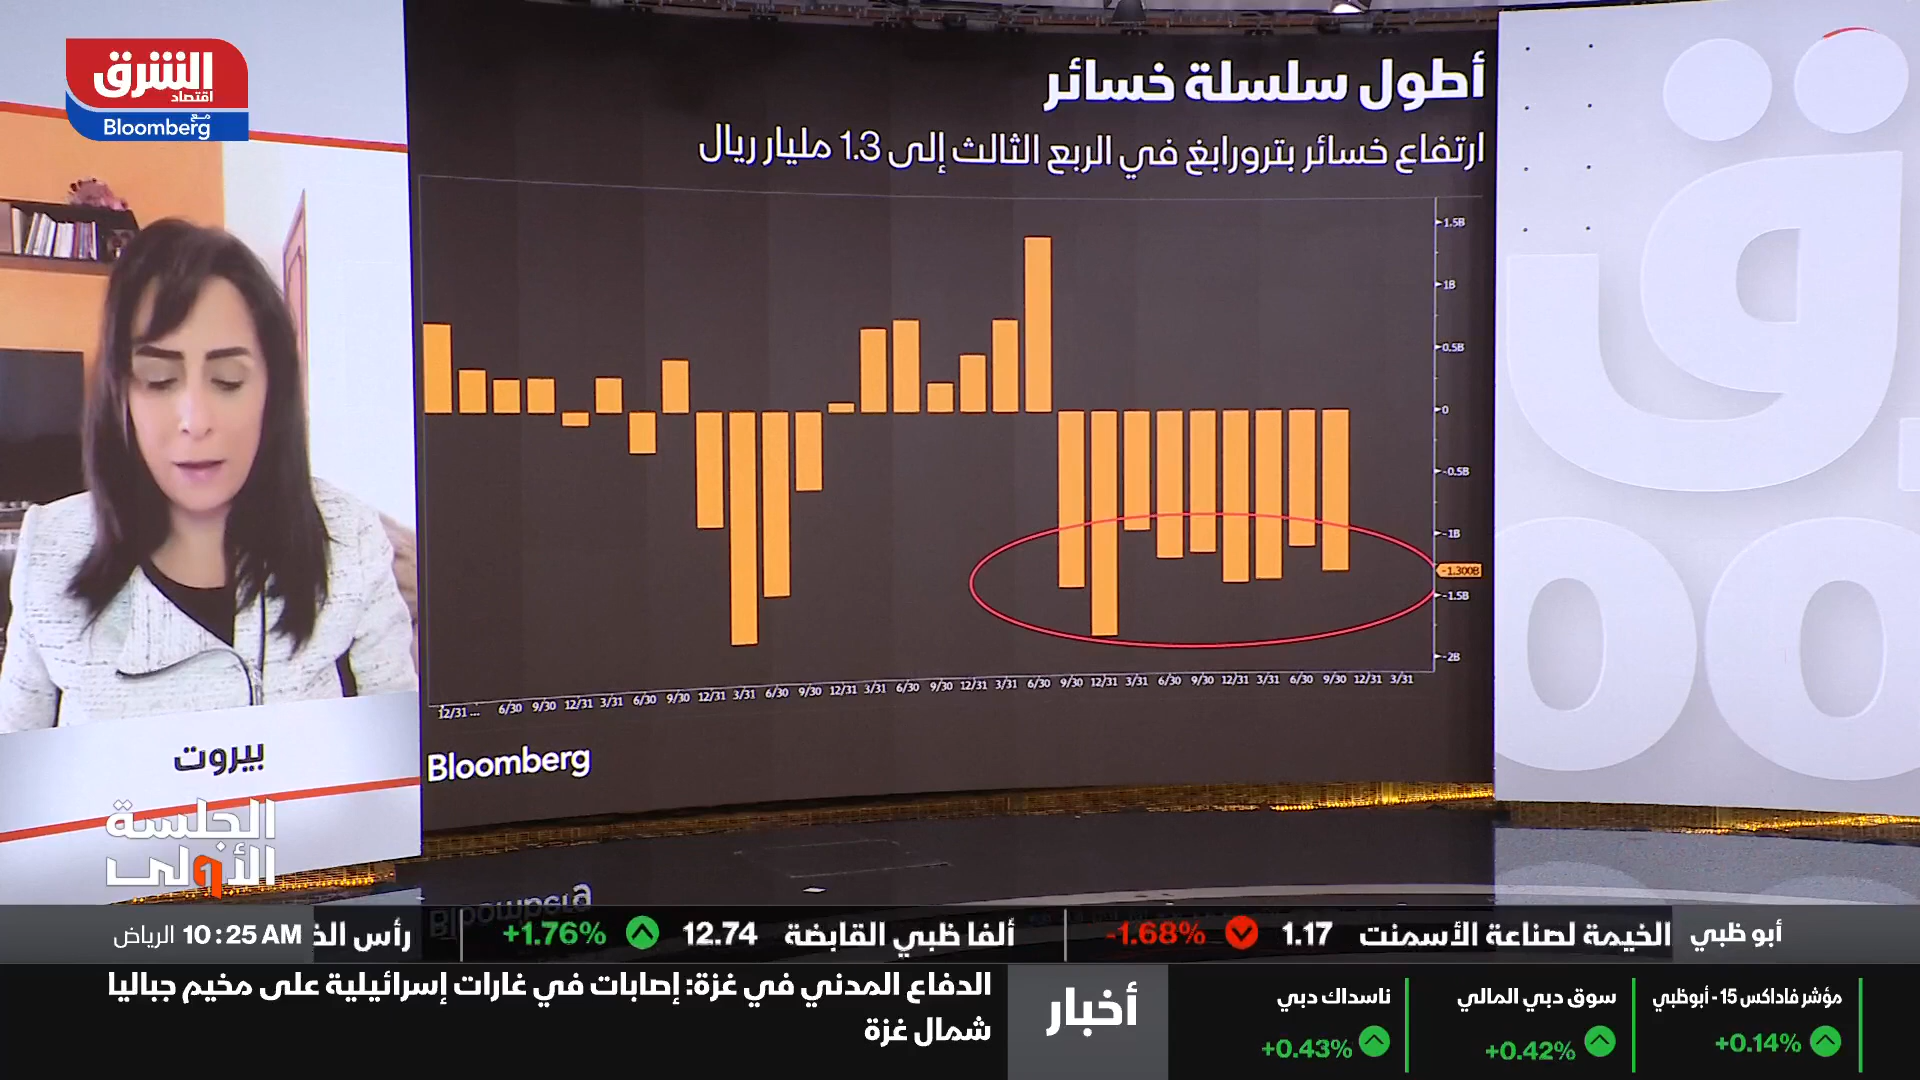 الشرق
اقتصاد
مع
Bloomberg
أطول سلسلة خسائر
ارتفاع خسائر بترورابغ في الربع الثالث إلى 1.3 مليار ريال
1.5B
1B
0.5B
0
-0.5B
-1B
-1.300B
-1.5B
-2B
12/31 ... 6/30 9/30 12/31 3/31 6/30 9/30 12/31 3/31 6/30 9/30 12/31 3/31 6/30 9/30 12/31 3/31 6/30 9/30 12/31 3/31 6/30 9/30 12/31 3/31 6/30 9/30 12/31 3/31
Bloomberg
بيروت
الجلسة
الأولى
أبو ظبي
الخيمة لصناعة الأسمنت 1.17 -1.68%
ألفا ظبي القابضة 12.74 +1.76%
رأس الخ
10:25 AM الرياض
مؤشر فاداكس 15 - أبوظبي
+0.14%
سوق دبي المالي
+0.42%
ناسداك دبي
+0.43%
أخبار
الدفاع المدني في غزة: إصابات في غارات إسرائيلية على مخيم جباليا
شمال غزة